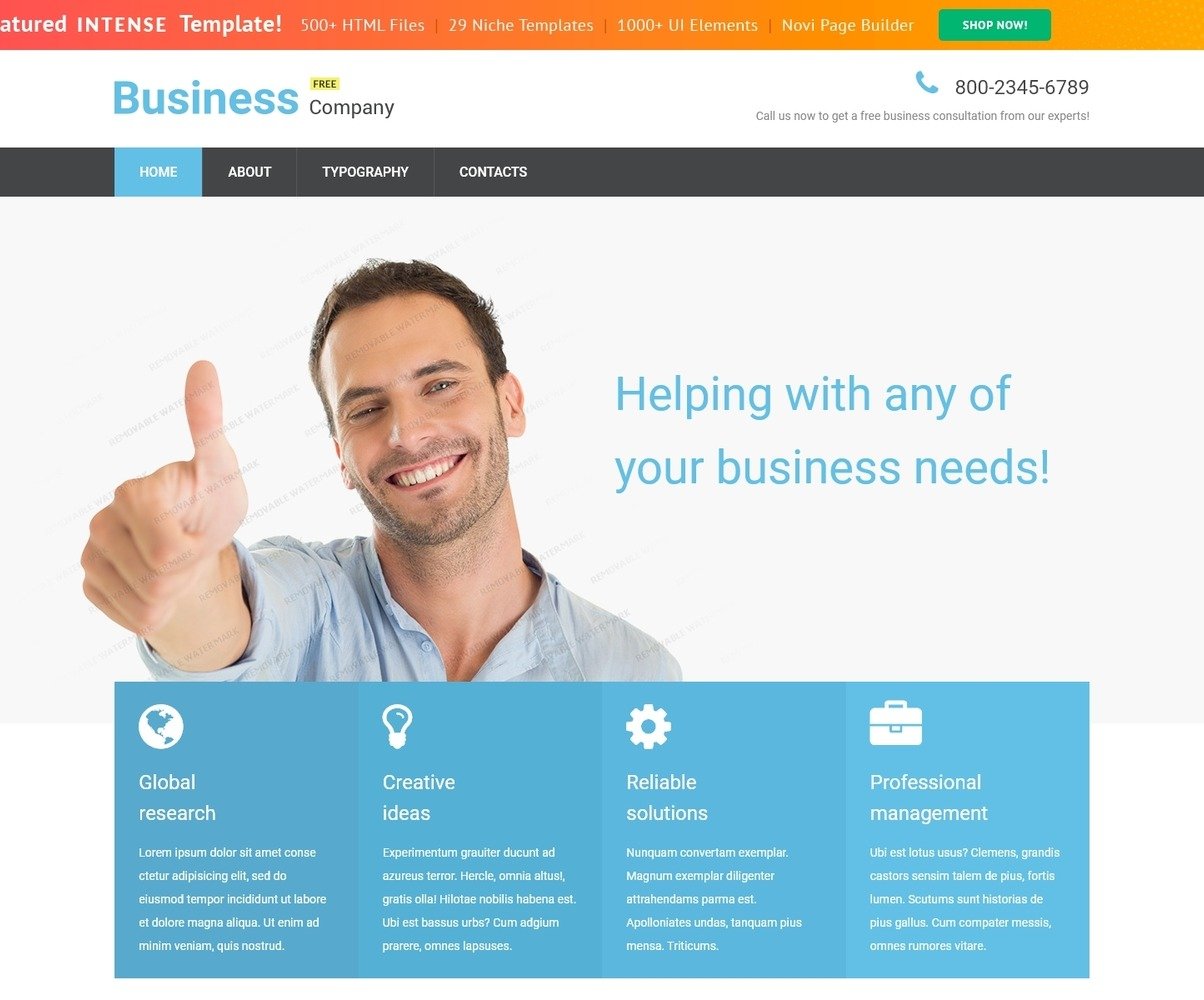 atured INTENSE Template! 500+ HTML Files | 29 Niche Templates | 1000+ UI Elements | Novi Page Builder SHOP NOW!
Business FREE
Company
800-2345-6789
Call us now to get a free business consultation from our experts!
HOME ABOUT TYPOGRAPHY CONTACTS
REMOVABLE WATERMARK
Helping with any of
your business needs!
Global
research
Lorem ipsum dolor sit amet conse
ctetur adipisicing elit, sed do
eiusmod tempor incididunt ut labore
et dolore magna aliqua. Ut enim ad
minim veniam, quis nostrud.
Creative
ideas
Experimentum grauiter ducunt ad
azureus terror. Hercle, omnia altus!,
gratis olla! Hilotae nobilis habena est.
Ubi est bassus urbs? Cum adgium
prarere, omnes lapsuses.
Reliable
solutions
Nunquam convertam exemplar.
Magnum exemplar diligenter
attrahendams parma est.
Apolloniates undas, tanquam pius
mensa. Triticums.
Professional
management
Ubi est lotus usus? Clemens, grandis
castors sensim talem de pius, fortis
lumen. Scutums sunt historias de
pius gallus. Cum compater messis,
omnes rumores vitare.